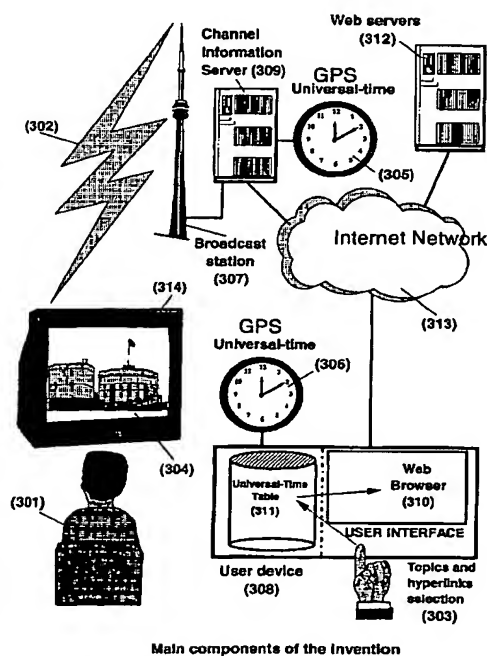 Channel
Information
Server (309)
Web servers
(312)
GPS
Universal-time
(302)
(305)
Internet Network
Broadcast
station
(307)
(313)
(314)
GPS
Universal-time
(306)
(304)
(301)
Universal-Time
Table
(311)
Web
Browser
(310)
USER INTERFACE
User device
(308)
Topics and
hyperlinks
selection
(303)
Main components of the invention